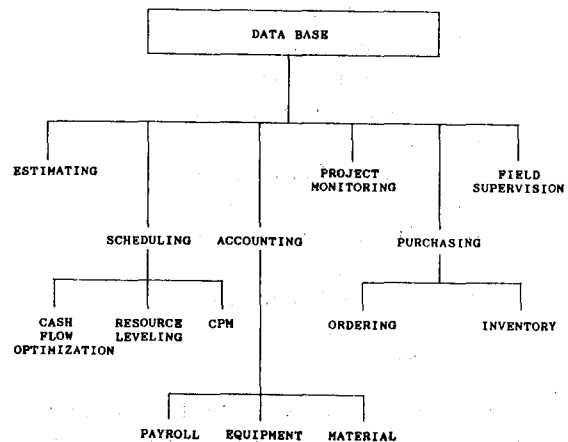 DATA BASE
ESTIMATING
PROJECT
MONITORING
FIELD
SUPERVISION
SCHEDULING
ACCOUNTING
PURCHASING
CASH
FLOW
OPTIMIZATION
RESOURCE
LEVELING
CPM
ORDERING
INVENTORY
PAYROLL
EQUIPMENT
MATERIAL